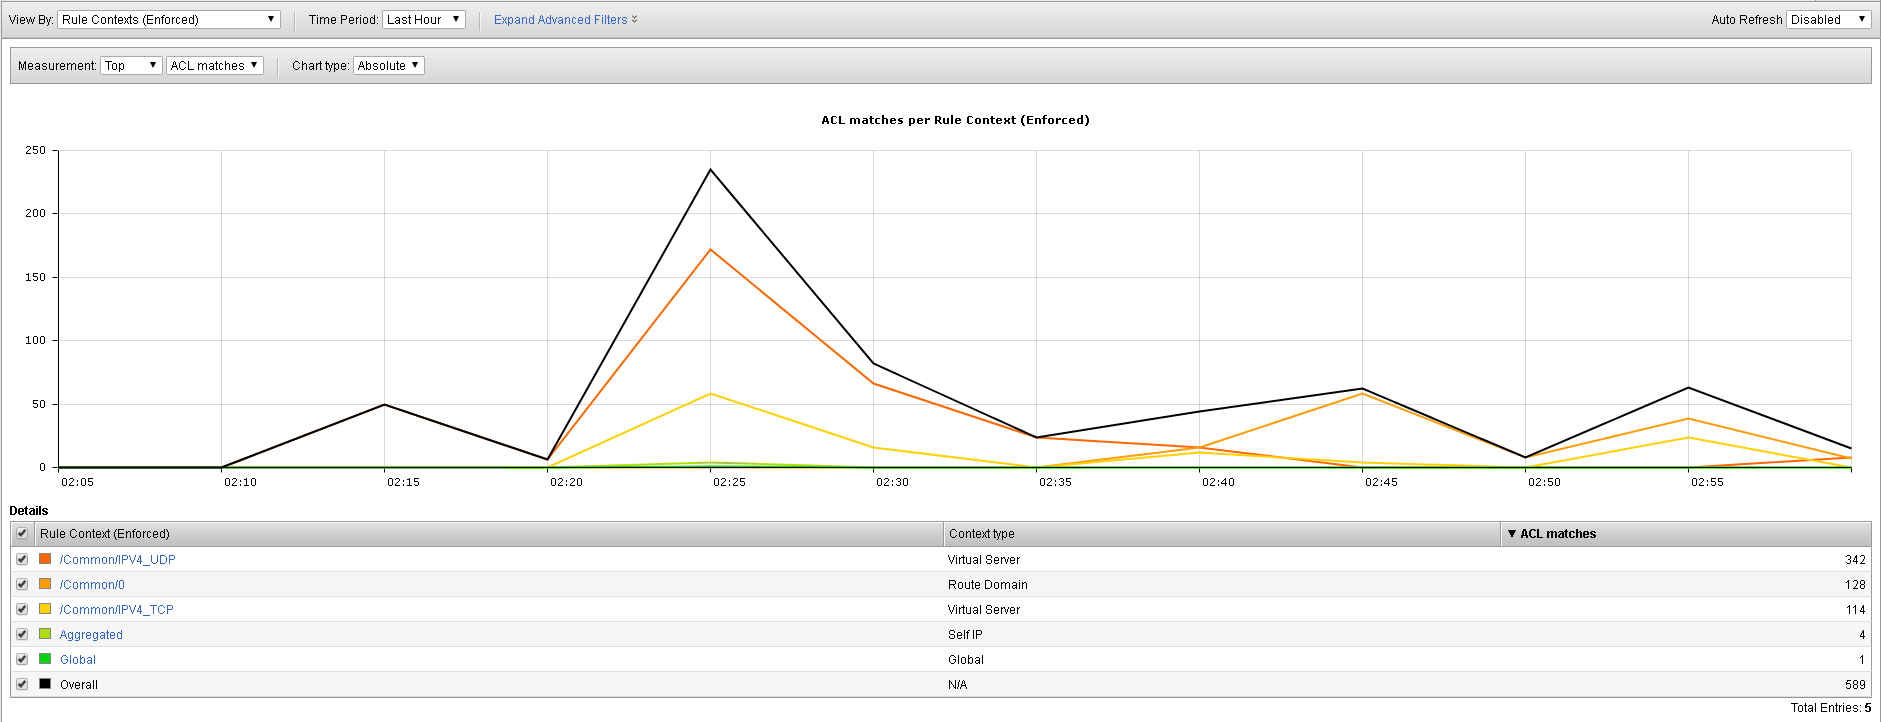 View By: Rule Contexts (Enforced) Time Period: Last Hour Expand Advanced Filters Auto Refresh Disabled
Measurement: Top ACL matches Chart type: Absolute
ACL matches per Rule Context (Enforced)
250
200
150
100
50
0
02:05 02:10 02:15 02:20 02:25 02:30 02:35 02:40 02:45 02:50 02:55
Details
Rule Context (Enforced) Context type ▼ ACL matches
/Common/IPV4_UDP Virtual Server 342
/Common/0 Route Domain 128
/Common/IPV4_TCP Virtual Server 114
Aggregated Self IP 4
Global Global 1
Overall N/A 589
Total Entries: 5